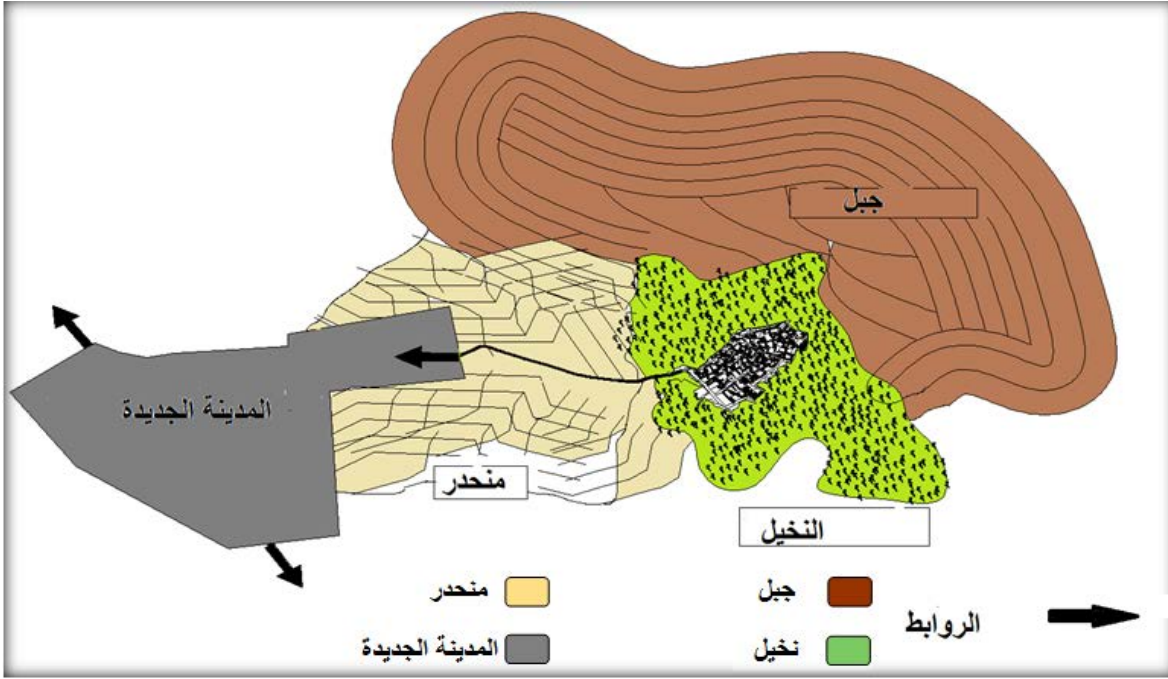 جبل
المدينة الجديدة
منحدر
النخيل
جبل
منحدر
الروابط
نخيل
المدينة الجديدة